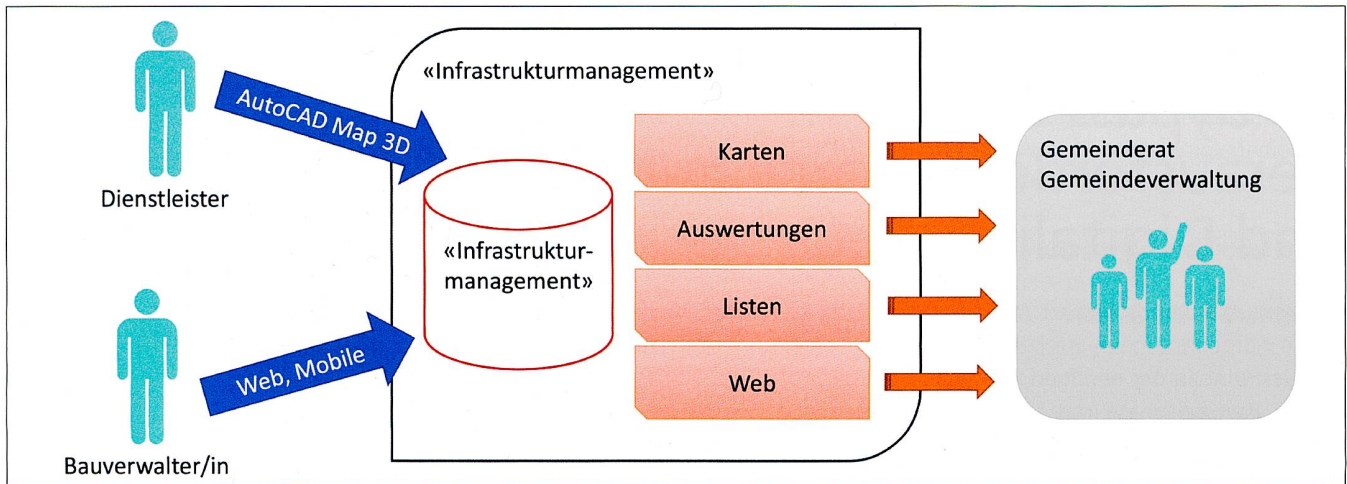 «Infrastrukturmanagement»
AutoCAD Map 3D
Dienstleister
«Infrastruktur-
management»
Karten
Auswertungen
Listen
Web
Gemeinderat
Gemeindeverwaltung
Web, Mobile
Bauverwalter/in